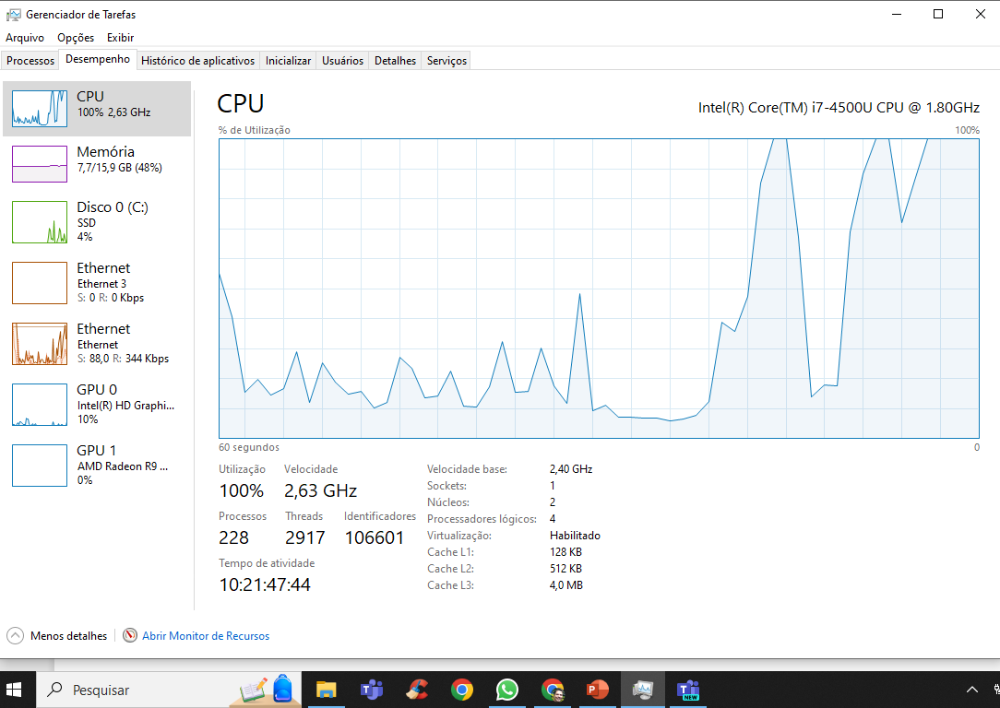 Gerenciador de Tarefas
Arquivo Opções Exibir
Processos Desempenho Histórico de aplicativos Inicializar Usuários Detalhes Serviços
CPU
100% 2,63 GHz
Memória
7,7/15,9 GB (48%)
Disco 0 (C:)
SSD
4%
Ethernet
Ethernet 3
S: 0 R: 0 Kbps
Ethernet
Ethernet
S: 88,0 R: 344 Kbps
GPU 0
Intel(R) HD Graphi...
10%
GPU 1
AMD Radeon R9 ...
0%
CPU
Intel(R) Core(TM) i7-4500U CPU @ 1.80GHz
% de Utilização 100%
60 segundos 0
Utilização Velocidade
100% 2,63 GHz
Processos Threads Identificadores
228 2917 106601
Tempo de atividade
10:21:47:44
Velocidade base: 2,40 GHz
Sockets: 1
Núcleos: 2
Processadores lógicos: 4
Virtualização: Habilitado
Cache L1: 128 KB
Cache L2: 512 KB
Cache L3: 4,0 MB
Menos detalhes Abrir Monitor de Recursos
Pesquisar
NEW